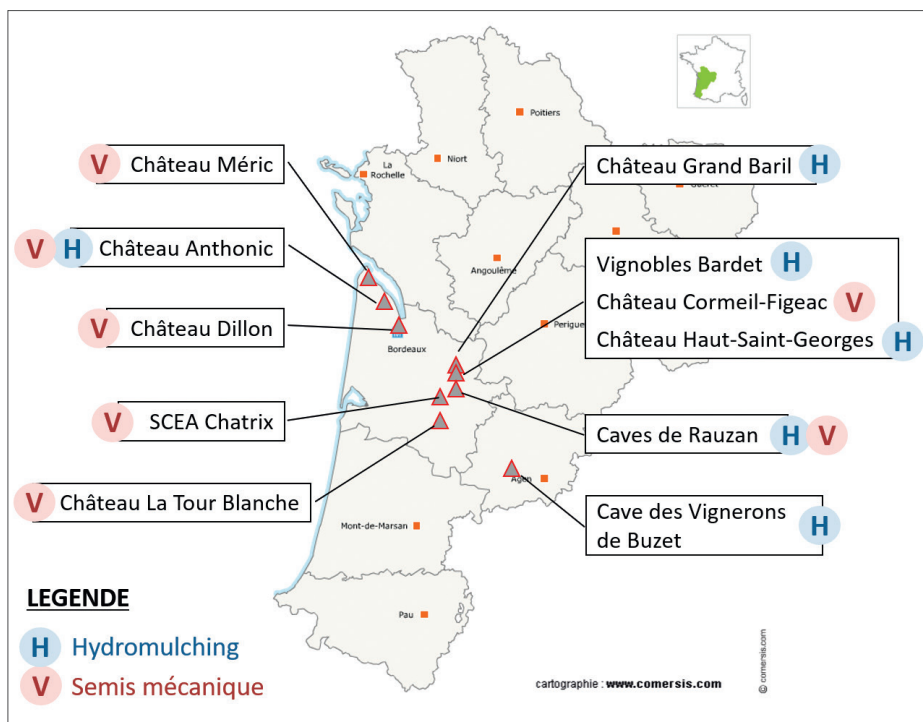 Poitiers
La
Rochelle
Niort
V Château Méric
Château Grand Baril H
Guéret
V H Château Anthonic
Angoulême
Vignobles Bardet H
Château Cormeil-Figeac V
Château Haut-Saint-Georges H
V Château Dillon
Bordeaux
Perigue
V SCEA Chatrix
Caves de Rauzan H V
V Château La Tour Blanche
Agen
Mont-de-Marsan
Cave des Vignerons
de Buzet H
LEGENDE
Pau
H Hydromulching
V Semis mécanique
cartographie : www.comersis.com
© comersis.com